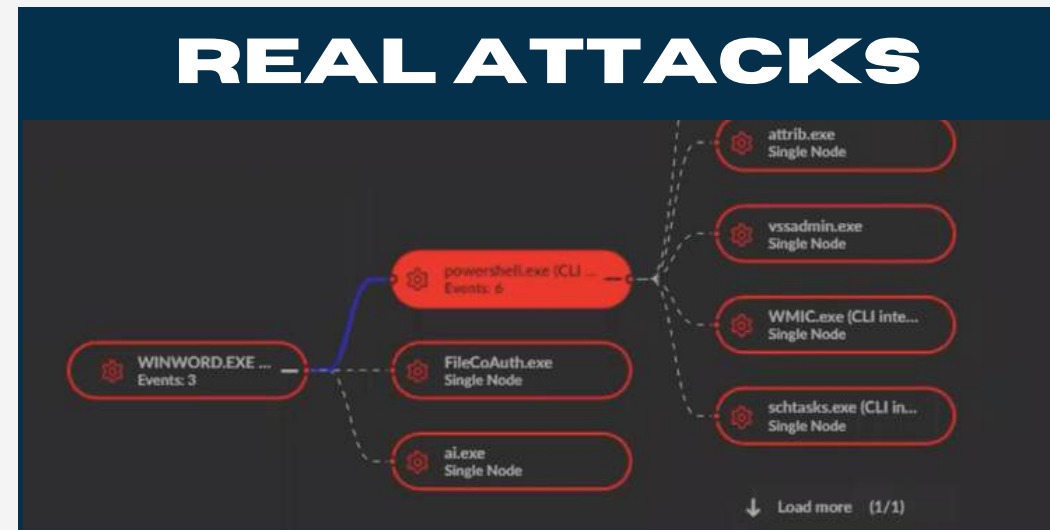 REAL ATTACKS
attrib.exe
Single Node
vssadmin.exe
Single Node
powershell.exe (CLI ...
Events: 6
WMIC.exe (CLI inte...
Single Node
WINWORD.EXE ...
Events: 3
FileCoAuth.exe
Single Node
schtasks.exe (CLI in...
Single Node
ai.exe
Single Node
Load more (1/1)